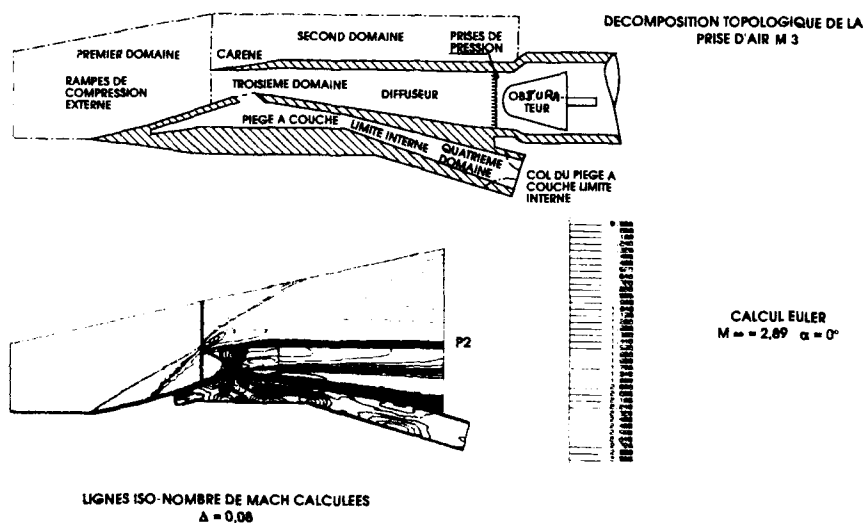 DECOMPOSITION TOPOLOGIQUE DE LA
PRISE D'AIR M 3
PREMIER DOMAINE
SECOND DOMAINE
PRISES DE
PRESSION
CARENE
RAMPES DE
COMPRESSION
EXTERNE
TROISIEME DOMAINE
DIFFUSEUR
OBTURA
TEUR
PIEGE A COUCHE
LIMITE INTERNE
QUATRIEME
DOMAINE
COL DU PIEGE A
COUCHE LIMITE
INTERNE
P2
CALCUL EULER
M ∞ = 2,89 α = 0°
LIGNES ISO-NOMBRE DE MACH CALCULEES
Δ = 0,08